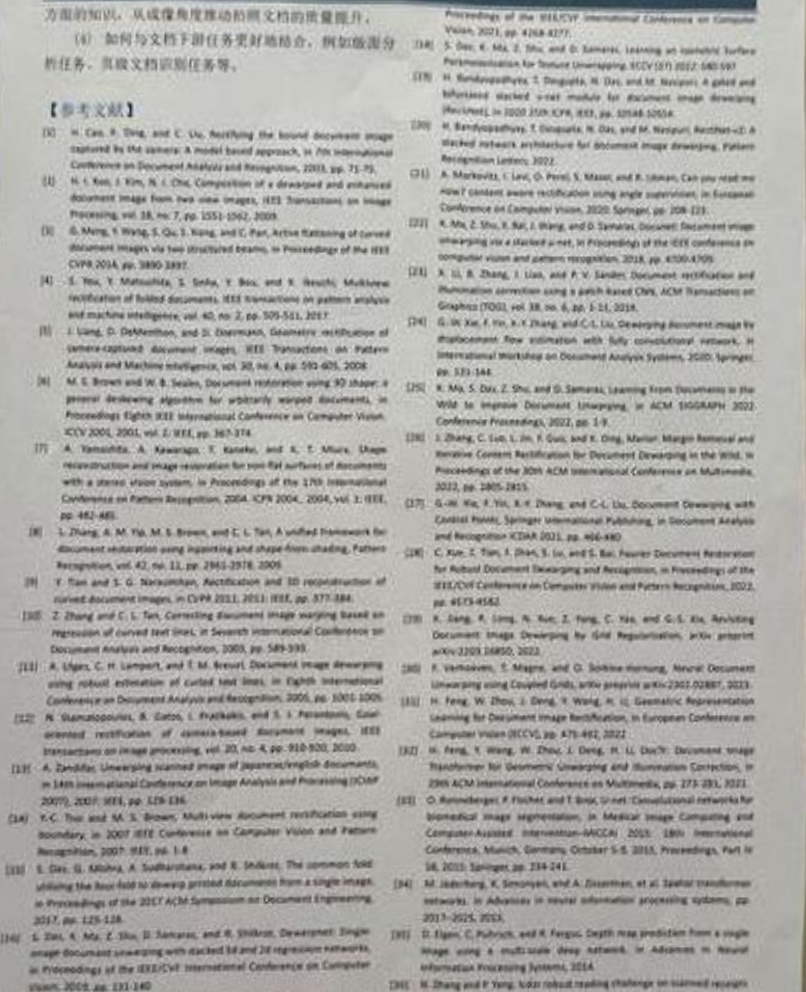 方面的知识，从成像角度推动拍照文档的质量提升。
(4) 如何与文档下游任务更好地结合，例如版面分
析任务、页级文档识别任务等。
【参考文献】
[1] H. Cao, X. Ding, and C. Liu, Rectifying the bound document image
captured by the camera: A model based approach, in 7th International
Conference on Document Analysis and Recognition, 2003, pp. 71-75.
[2] H. I. Koo, J. Kim, N. I. Cho, Composition of a dewarped and enhanced
document image from two view images, IEEE Transactions on Image
Processing, vol. 18, no. 7, pp. 1551-1562, 2009.
[3] G. Meng, Y. Wang, S. Qu, S. Xiang, and C. Pan, Active flattening of curved
document images via two structured beams, in Proceedings of the IEEE
CVPR 2014, pp. 3890-3897.
[4] S. You, Y. Matsushita, S. Sinha, Y. Bou, and K. Ikeuchi, Multiview
rectification of folded documents, IEEE transactions on pattern analysis
and machine intelligence, vol. 40, no. 2, pp. 505-511, 2017.
[5] J. Liang, D. DeMenthon, and D. Doermann, Geometric rectification of
camera-captured document images, IEEE Transactions on Pattern
Analysis and Machine Intelligence, vol. 30, no. 4, pp. 591-605, 2008.
[6] M. S. Brown and W. B. Seales, Document restoration using 3D shape: a
general deskewing algorithm for arbitrarily warped documents, in
Proceedings Eighth IEEE International Conference on Computer Vision.
ICCV 2001, 2001, vol. 2: IEEE, pp. 367-374.
[7] A. Yamashita, A. Kawarago, T. Kaneko, and K. T. Miura, Shape
reconstruction and image restoration for non-flat surfaces of documents
with a stereo vision system, in Proceedings of the 17th International
Conference on Pattern Recognition, 2004. ICPR 2004., 2004, vol. 1: IEEE,
pp. 482-485.
[8] L. Zhang, A. M. Yip, M. S. Brown, and C. L. Tan, A unified framework for
document restoration using inpainting and shape-from-shading, Pattern
Recognition, vol. 42, no. 11, pp. 2961-2978, 2009.
[9] Y. Tian and S. G. Narasimhan, Rectification and 3D reconstruction of
curved document images, in CVPR 2011, 2011: IEEE, pp. 377-384.
[10] Z. Zhang and C. L. Tan, Correcting document image warping based on
regression of curved text lines, in Seventh International Conference on
Document Analysis and Recognition, 2003, pp. 589-593.
[11] A. Ulges, C. H. Lampert, and T. M. Breuel, Document image dewarping
using robust estimation of curled text lines, in Eighth International
Conference on Document Analysis and Recognition, 2005, pp. 1001-1005.
[12] N. Stamatopoulos, B. Gatos, I. Pratikakis, and S. J. Perantonis, Goal-
oriented rectification of camera-based document images, IEEE
transactions on image processing, vol. 20, no. 4, pp. 910-920, 2010.
[13] A. Zandifar, Unwarping scanned image of Japanese/english documents,
in 14th International Conference on Image Analysis and Processing (ICIAP
2007), 2007: IEEE, pp. 129-136.
[14] Y.-C. Tsoi and M. S. Brown, Multi-view document rectification using
boundary, in 2007 IEEE Conference on Computer Vision and Pattern
Recognition, 2007: IEEE, pp. 1-8.
[15] S. Das, G. Mishra, A. Sudharshana, and R. Shilkrot, The common fold:
utilizing the four-fold to dewarp printed documents from a single image,
in Proceedings of the 2017 ACM Symposium on Document Engineering,
2017, pp. 125-128.
[16] S. Das, K. Ma, Z. Shu, D. Samaras, and R. Shilkrot, Dewarpnet: Single-
image document unwarping with stacked 3d and 2d regression networks,
in Proceedings of the IEEE/CVF International Conference on Computer
Vision, 2019, pp. 131-140.
Proceedings of the IEEE/CVF International Conference on Computer
Vision, 2021, pp. 4268-4277.
[18] S. Das, K. Ma, Z. Shu, and D. Samaras, Learning an Isometric Surface
Parameterization for Texture Unwrapping. ECCV (37) 2022: 580-597
[19] H. Bandyopadhyay, T. Dasgupta, N. Das, and M. Nasipuri, A gated and
bifurcated stacked u-net module for document image dewarping
(RectiNet), in 2020 25th ICPR, IEEE, pp. 10548-10554.
[20] H. Bandyopadhyay, T. Dasgupta, N. Das, and M. Nasipuri, RectiNet-v2: A
stacked network architecture for document image dewarping, Pattern
Recognition Letters, 2022.
[21] A. Markovitz, I. Lavi, O. Perel, S. Mazor, and R. Litman, Can you read me
now? content aware rectification using angle supervision, in European
Conference on Computer Vision, 2020: Springer, pp. 208-223.
[22] K. Ma, Z. Shu, X. Bai, J. Wang, and D. Samaras, Docunet: Document image
unwarping via a stacked u-net, in Proceedings of the IEEE conference on
computer vision and pattern recognition, 2018, pp. 4700-4709.
[23] X. Li, B. Zhang, J. Liao, and P. V. Sander, Document rectification and
illumination correction using a patch-based CNN, ACM Transactions on
Graphics (TOG), vol. 38, no. 6, pp. 1-11, 2019.
[24] G.-W. Xie, F. Yin, X.-Y. Zhang, and C.-L. Liu, Dewarping document image by
displacement flow estimation with fully convolutional network, in
International Workshop on Document Analysis Systems, 2020: Springer,
pp. 131-144.
[25] K. Ma, S. Das, Z. Shu, and D. Samaras, Learning From Documents in the
Wild to Improve Document Unwarping, in ACM SIGGRAPH 2022
Conference Proceedings, 2022, pp. 1-9.
[26] J. Zhang, C. Luo, L. Jin, F. Guo, and K. Ding, Marior: Margin Removal and
Iterative Content Rectification for Document Dewarping in the Wild, in
Proceedings of the 30th ACM International Conference on Multimedia,
2022, pp. 2805-2815.
[27] G.-W. Xie, F. Yin, X.-Y. Zhang, and C.-L. Liu, Document Dewarping with
Control Points, Springer International Publishing, in Document Analysis
and Recognition ICDAR 2021, pp. 466-480
[28] C. Xue, Z. Tian, F. Zhan, S. Lu, and S. Bai, Fourier Document Restoration
for Robust Document Dewarping and Recognition, in Proceedings of the
IEEE/CVF Conference on Computer Vision and Pattern Recognition, 2022,
pp. 4573-4582.
[29] X. Jiang, R. Long, N. Xue, Z. Yang, C. Yao, and G.-S. Xia, Revisiting
Document Image Dewarping by Grid Regularization, arXiv preprint
arXiv:2203.16850, 2022.
[30] F. Verhoeven, T. Magne, and O. Sorkine-Hornung, Neural Document
Unwarping using Coupled Grids, arXiv preprint arXiv:2302.02887, 2023.
[31] H. Feng, W. Zhou, J. Deng, Y. Wang, H. Li, Geometric Representation
Learning for Document Image Rectification, in European Conference on
Computer Vision (ECCV), pp. 475-492, 2022
[32] H. Feng, Y. Wang, W. Zhou, J. Deng, H. Li, DocTr: Document Image
Transformer for Geometric Unwarping and Illumination Correction, in
29th ACM International Conference on Multimedia, pp. 273-281, 2021.
[33] O. Ronneberger, P. Fischer, and T. Brox, U-net: Convolutional networks for
biomedical image segmentation, in Medical Image Computing and
Computer-Assisted Intervention–MICCAI 2015: 18th International
Conference, Munich, Germany, October 5-9, 2015, Proceedings, Part III
18, 2015: Springer, pp. 234-241.
[34] M. Jaderberg, K. Simonyan, and A. Zisserman, et al. Spatial transformer
networks. in Advances in neural information processing systems, pp.
2017–2025, 2015.
[35] D. Eigen, C. Puhrsch, and R. Fergus. Depth map prediction from a single
image using a multi-scale deep network. in Advances in Neural
Information Processing Systems, 2014.
[36] N. Zhang and P. Yang. Icdar robust reading challenge on scanned receipts